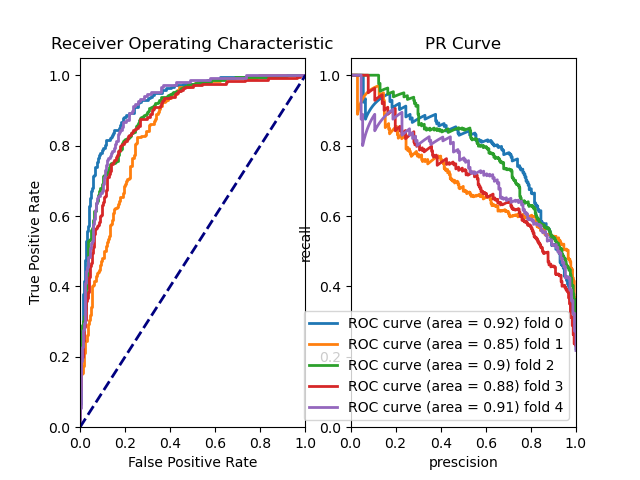 Receiver Operating Characteristic
PR Curve
True Positive Rate
1.0
0.8
0.6
0.4
0.2
0.0
0.0 0.2 0.4 0.6 0.8 1.0
False Positive Rate
recall
1.0
0.8
0.6
0.4
0.2
0.0
0.0 0.2 0.4 0.6 0.8 1.0
prescision
ROC curve (area = 0.92) fold 0
ROC curve (area = 0.85) fold 1
ROC curve (area = 0.9) fold 2
ROC curve (area = 0.88) fold 3
ROC curve (area = 0.91) fold 4